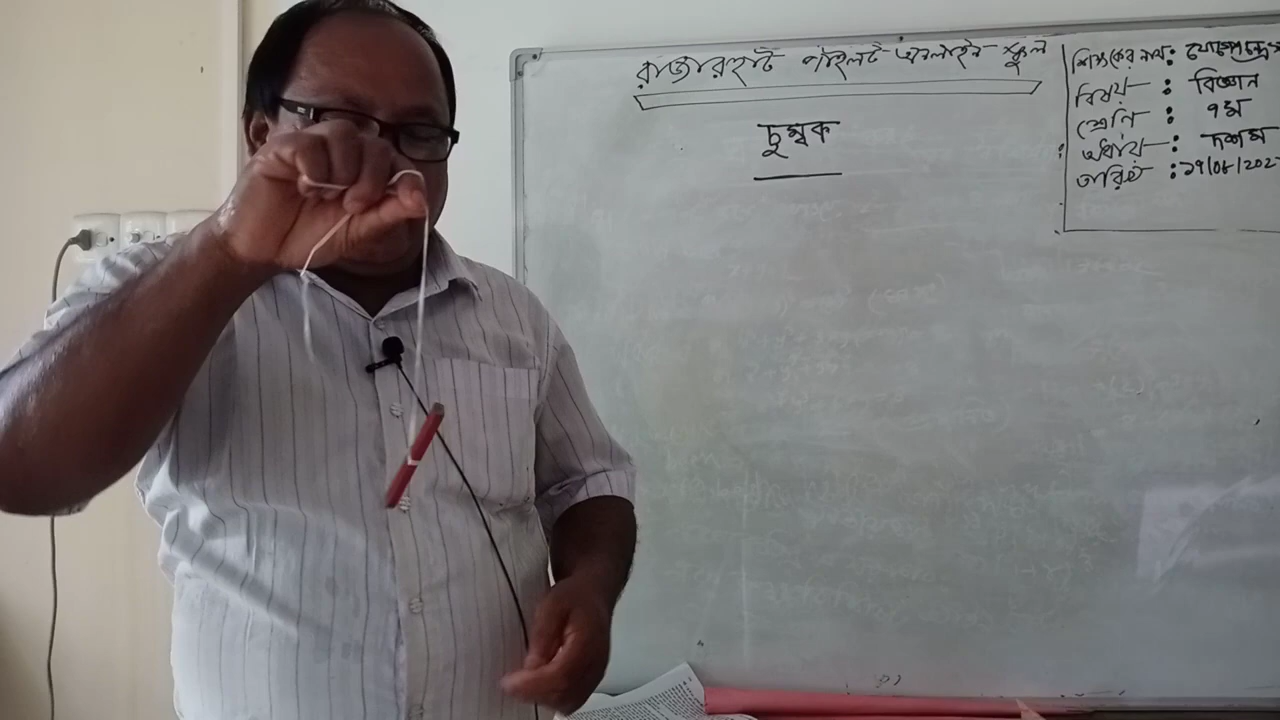 রাজারহাট পাইলট অনলাইন স্কুল
চুম্বক
শিক্ষকের নাম:
বিষয় : বিজ্ঞান
শ্রেণি : ৭ম
অধ্যায় : দশম
তারিখ :